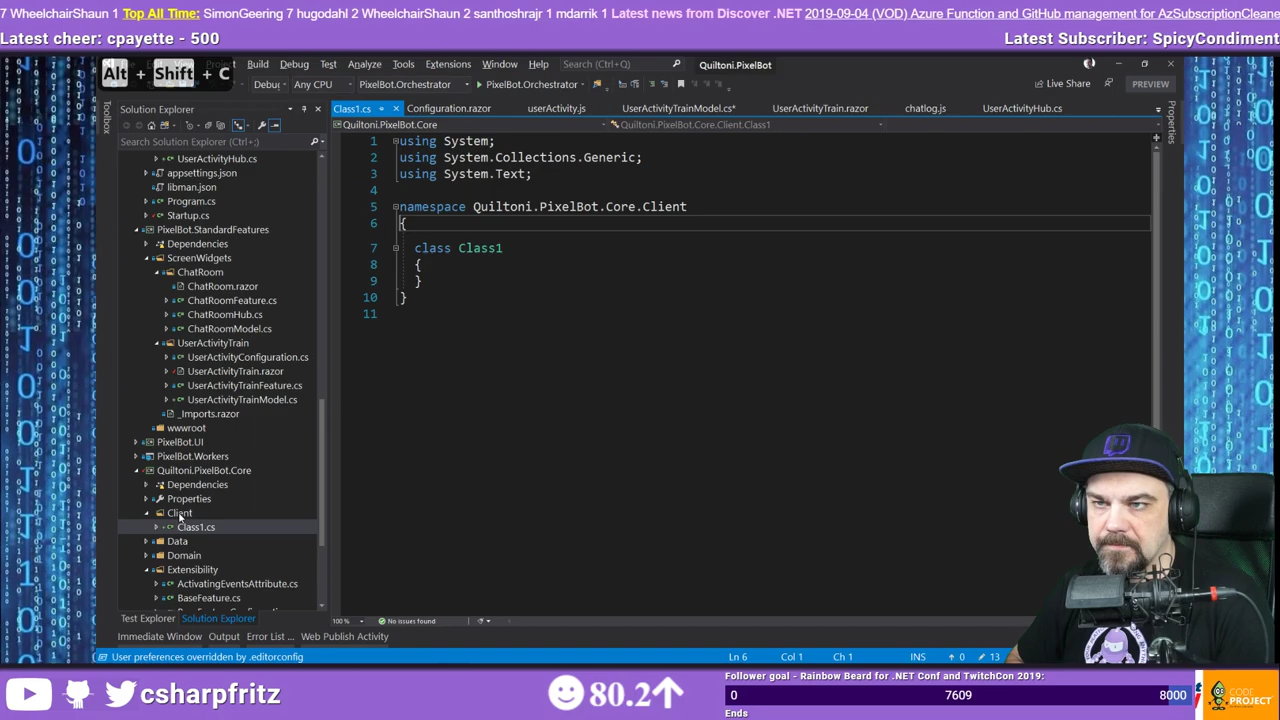 7 WheelchairShaun 1 Top All Time: SimonGeering 7 hugodahl 2 WheelchairShaun 2 santhoshrajr 1 mdarrik 1 Latest news from Discover .NET 2019-09-04 (VOD) Azure Function and GitHub management for AzSubscriptionCleane
Latest cheer: cpayette - 500
Latest Subscriber: SpicyCondiment
Alt + Shift + C
Build Debug Test Analyze Tools Extensions Window Help Search (Ctrl+Q) Quiltoni.PixelBot
Debug Any CPU PixelBot.Orchestrator PixelBot.Orchestrator Live Share PREVIEW
Toolbox
Solution Explorer
Search Solution Explorer (Ctrl+;)
UserActivityHub.cs
appsettings.json
libman.json
Program.cs
Startup.cs
PixelBot.StandardFeatures
Dependencies
ScreenWidgets
ChatRoom
ChatRoom.razor
ChatRoomFeature.cs
ChatRoomHub.cs
ChatRoomModel.cs
UserActivityTrain
UserActivityConfiguration.cs
UserActivityTrain.razor
UserActivityTrainFeature.cs
UserActivityTrainModel.cs
_Imports.razor
wwwroot
PixelBot.UI
PixelBot.Workers
Quiltoni.PixelBot.Core
Dependencies
Properties
Client
Class1.cs
Data
Domain
Extensibility
ActivatingEventsAttribute.cs
BaseFeature.cs
Test Explorer Solution Explorer
Class1.cs Configuration.razor userActivity.js UserActivityTrainModel.cs* UserActivityTrain.razor chatlog.js UserActivityHub.cs
Quiltoni.PixelBot.Core Quiltoni.PixelBot.Core.Client.Class1
1 using System;
2 using System.Collections.Generic;
3 using System.Text;
4
5 namespace Quiltoni.PixelBot.Core.Client
6 {
7 class Class1
8 {
9 }
10 }
11
Properties
100 % No issues found
Immediate Window Output Error List ... Web Publish Activity
User preferences overridden by .editorconfig Ln 6 Col 1 Ch 1 INS 0 13
csharpfritz
80.2
Follower goal - Rainbow Beard for .NET Conf and TwitchCon 2019:
0 7609 8000
Ends
CODE PROJECT